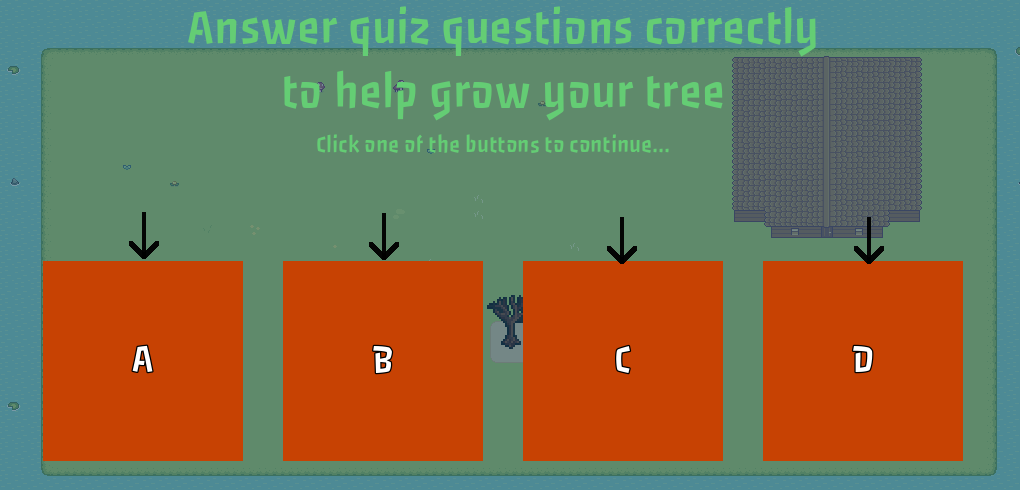 Answer quiz questions correctly
to help grow your tree
Click one of the buttons to continue...
A
B
C
D